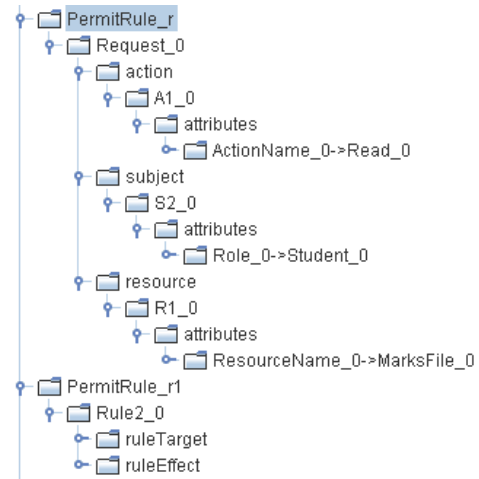 PermitRule_r
Request_0
action
A1_0
attributes
ActionName_0->Read_0
subject
S2_0
attributes
Role_0->Student_0
resource
R1_0
attributes
ResourceName_0->MarksFile_0
PermitRule_r1
Rule2_0
ruleTarget
ruleEffect